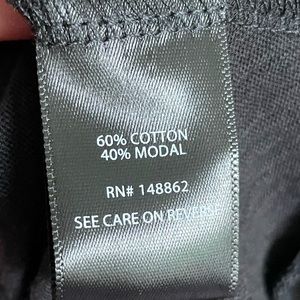 60% COTTON
40% MODAL
RN# 148862
SEE CARE ON REVERSE